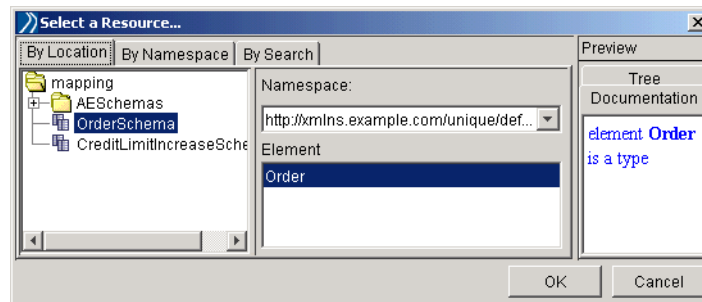 Select a Resource...
By Location By Namespace By Search
mapping
AESchemas
OrderSchema
CreditLimitIncreaseSche
Namespace:
http://xmlns.example.com/unique/def...
Element
Order
Preview
Tree
Documentation
element Order
is a type
OK Cancel